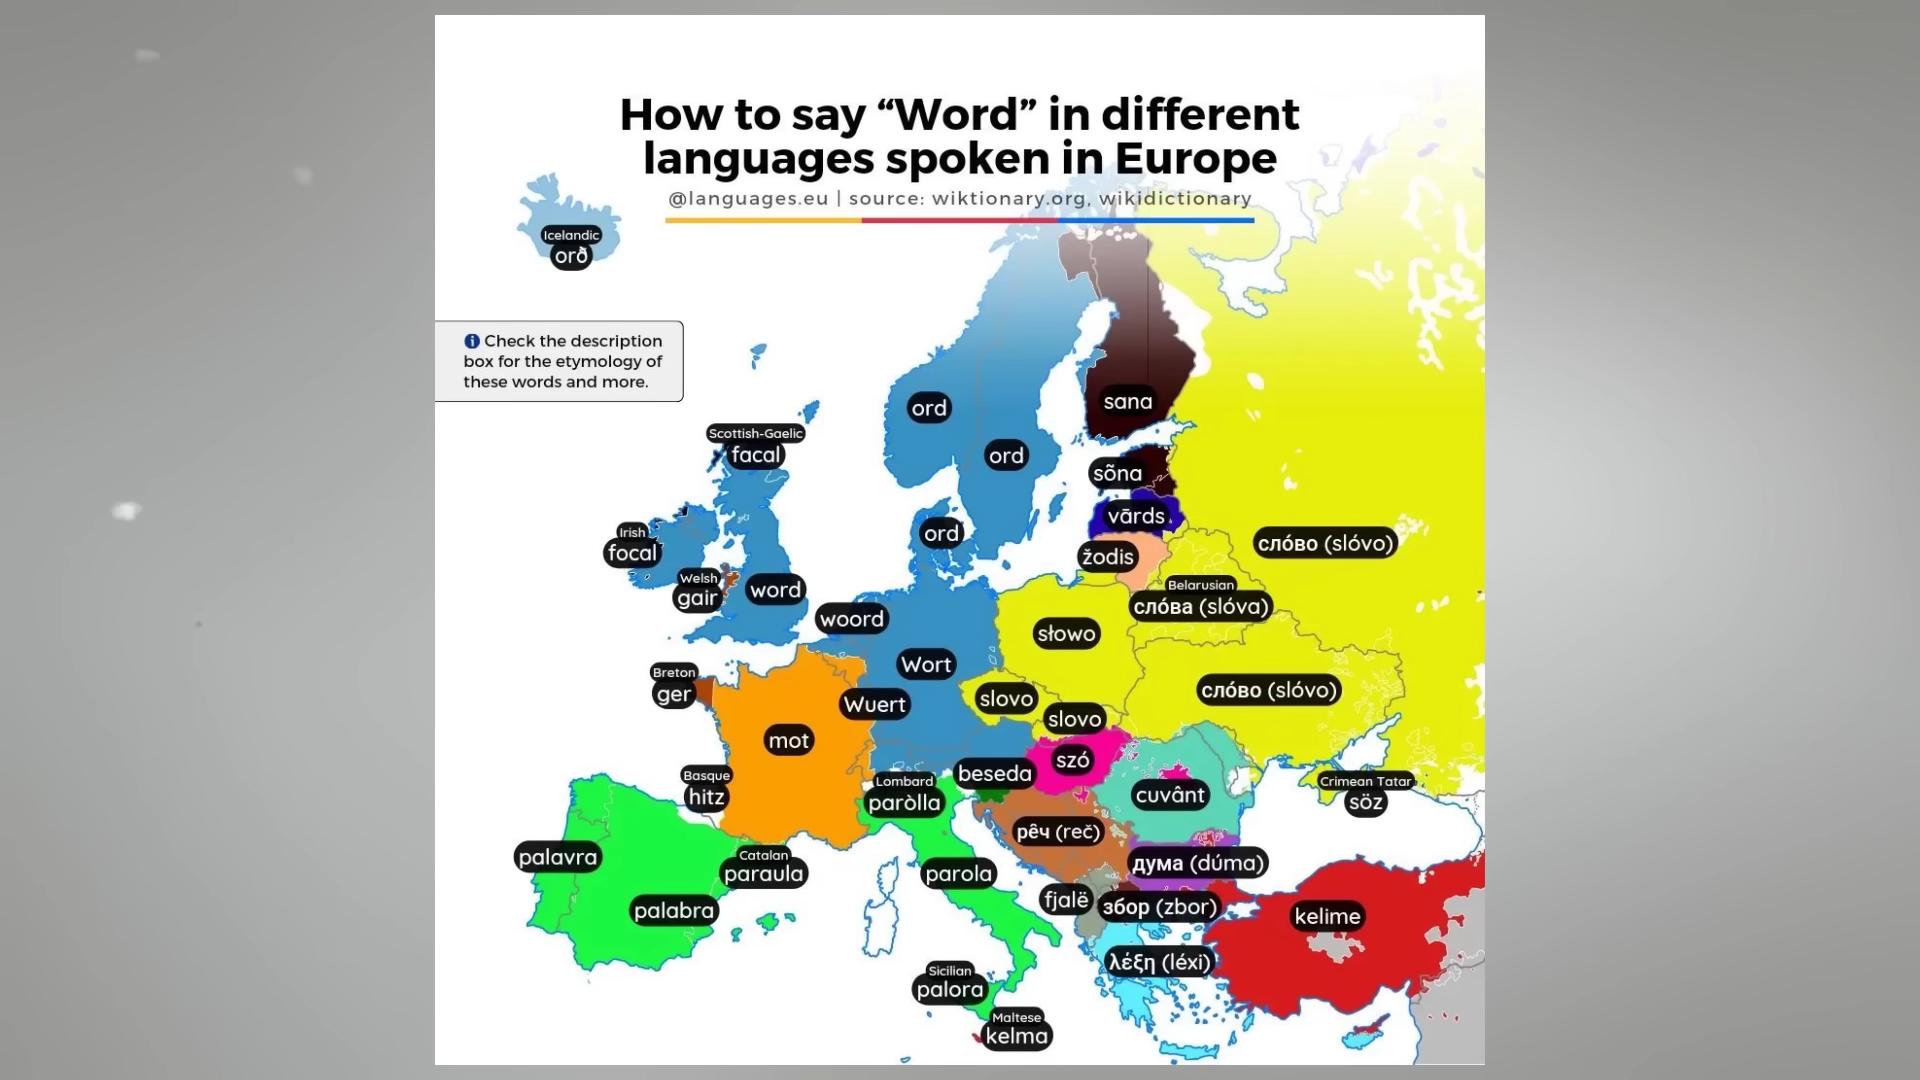 How to say “Word” in different
languages spoken in Europe
@languages.eu | source: wiktionary.org, wikidictionary
Icelandic
orð
Check the description
box for the etymology of
these words and more.
ord
sana
Scottish-Gaelic
facal
ord
sõna
vārds
Irish
focal
ord
слóво (slóvo)
žodis
Welsh
gair
word
Belarusian
слóва (slóva)
woord
słowo
Wort
Breton
ger
слóво (slóvo)
Wuert
slovo
slovo
mot
szó
Basque
hitz
Lombard
paròlla
beseda
cuvânt
Crimean Tatar
söz
рȇч (reč)
palavra
Catalan
paraula
parola
дума (dúma)
palabra
fjalë
збор (zbor)
kelime
λέξη (léxi)
Sicilian
palora
Maltese
kelma